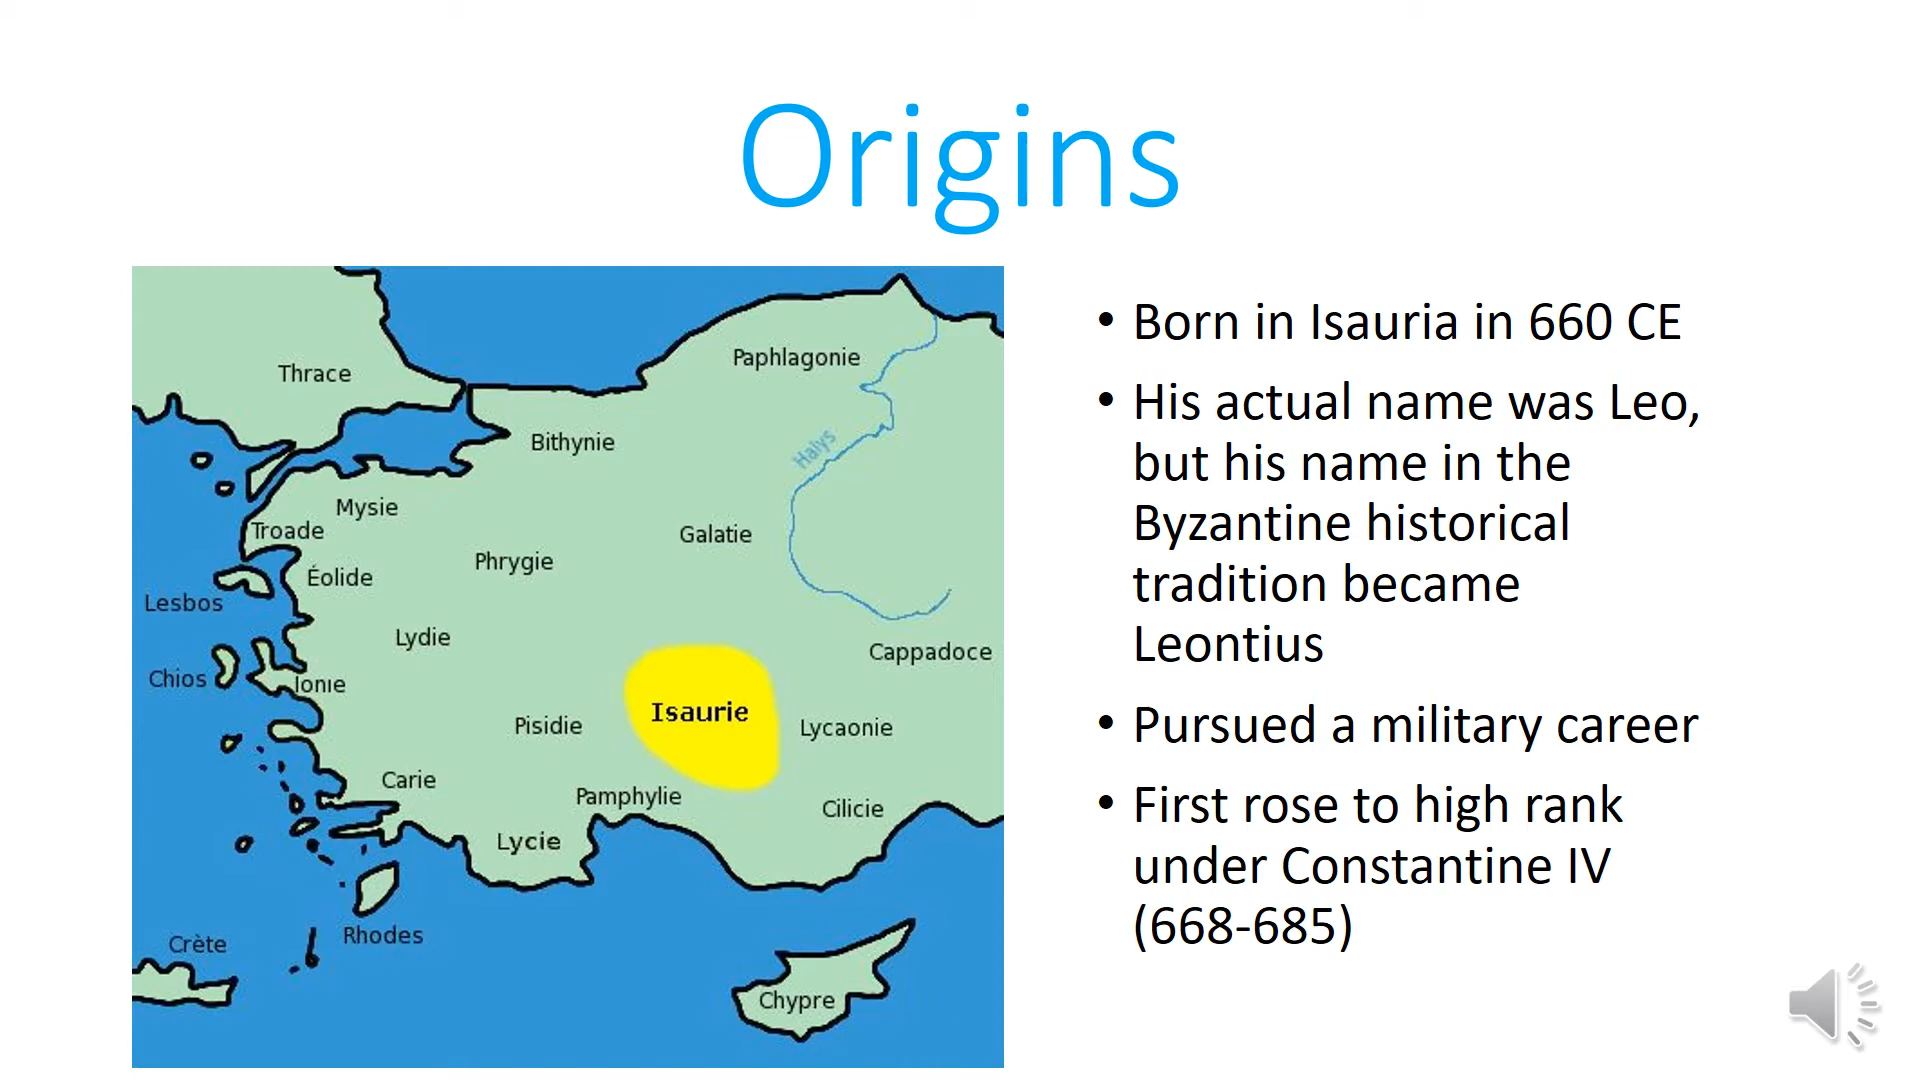 Origins
Thrace
Paphlagonie
Bithynie
Halys
Mysie
Troade
Galatie
Phrygie
Éolide
Lesbos
Lydie
Cappadoce
Chios
Ionie
Isaurie
Pisidie
Lycaonie
Carie
Pamphylie
Cilicie
Lycie
Rhodes
Crète
Chypre
• Born in Isauria in 660 CE
• His actual name was Leo,
but his name in the
Byzantine historical
tradition became
Leontius
• Pursued a military career
• First rose to high rank
under Constantine IV
(668-685)